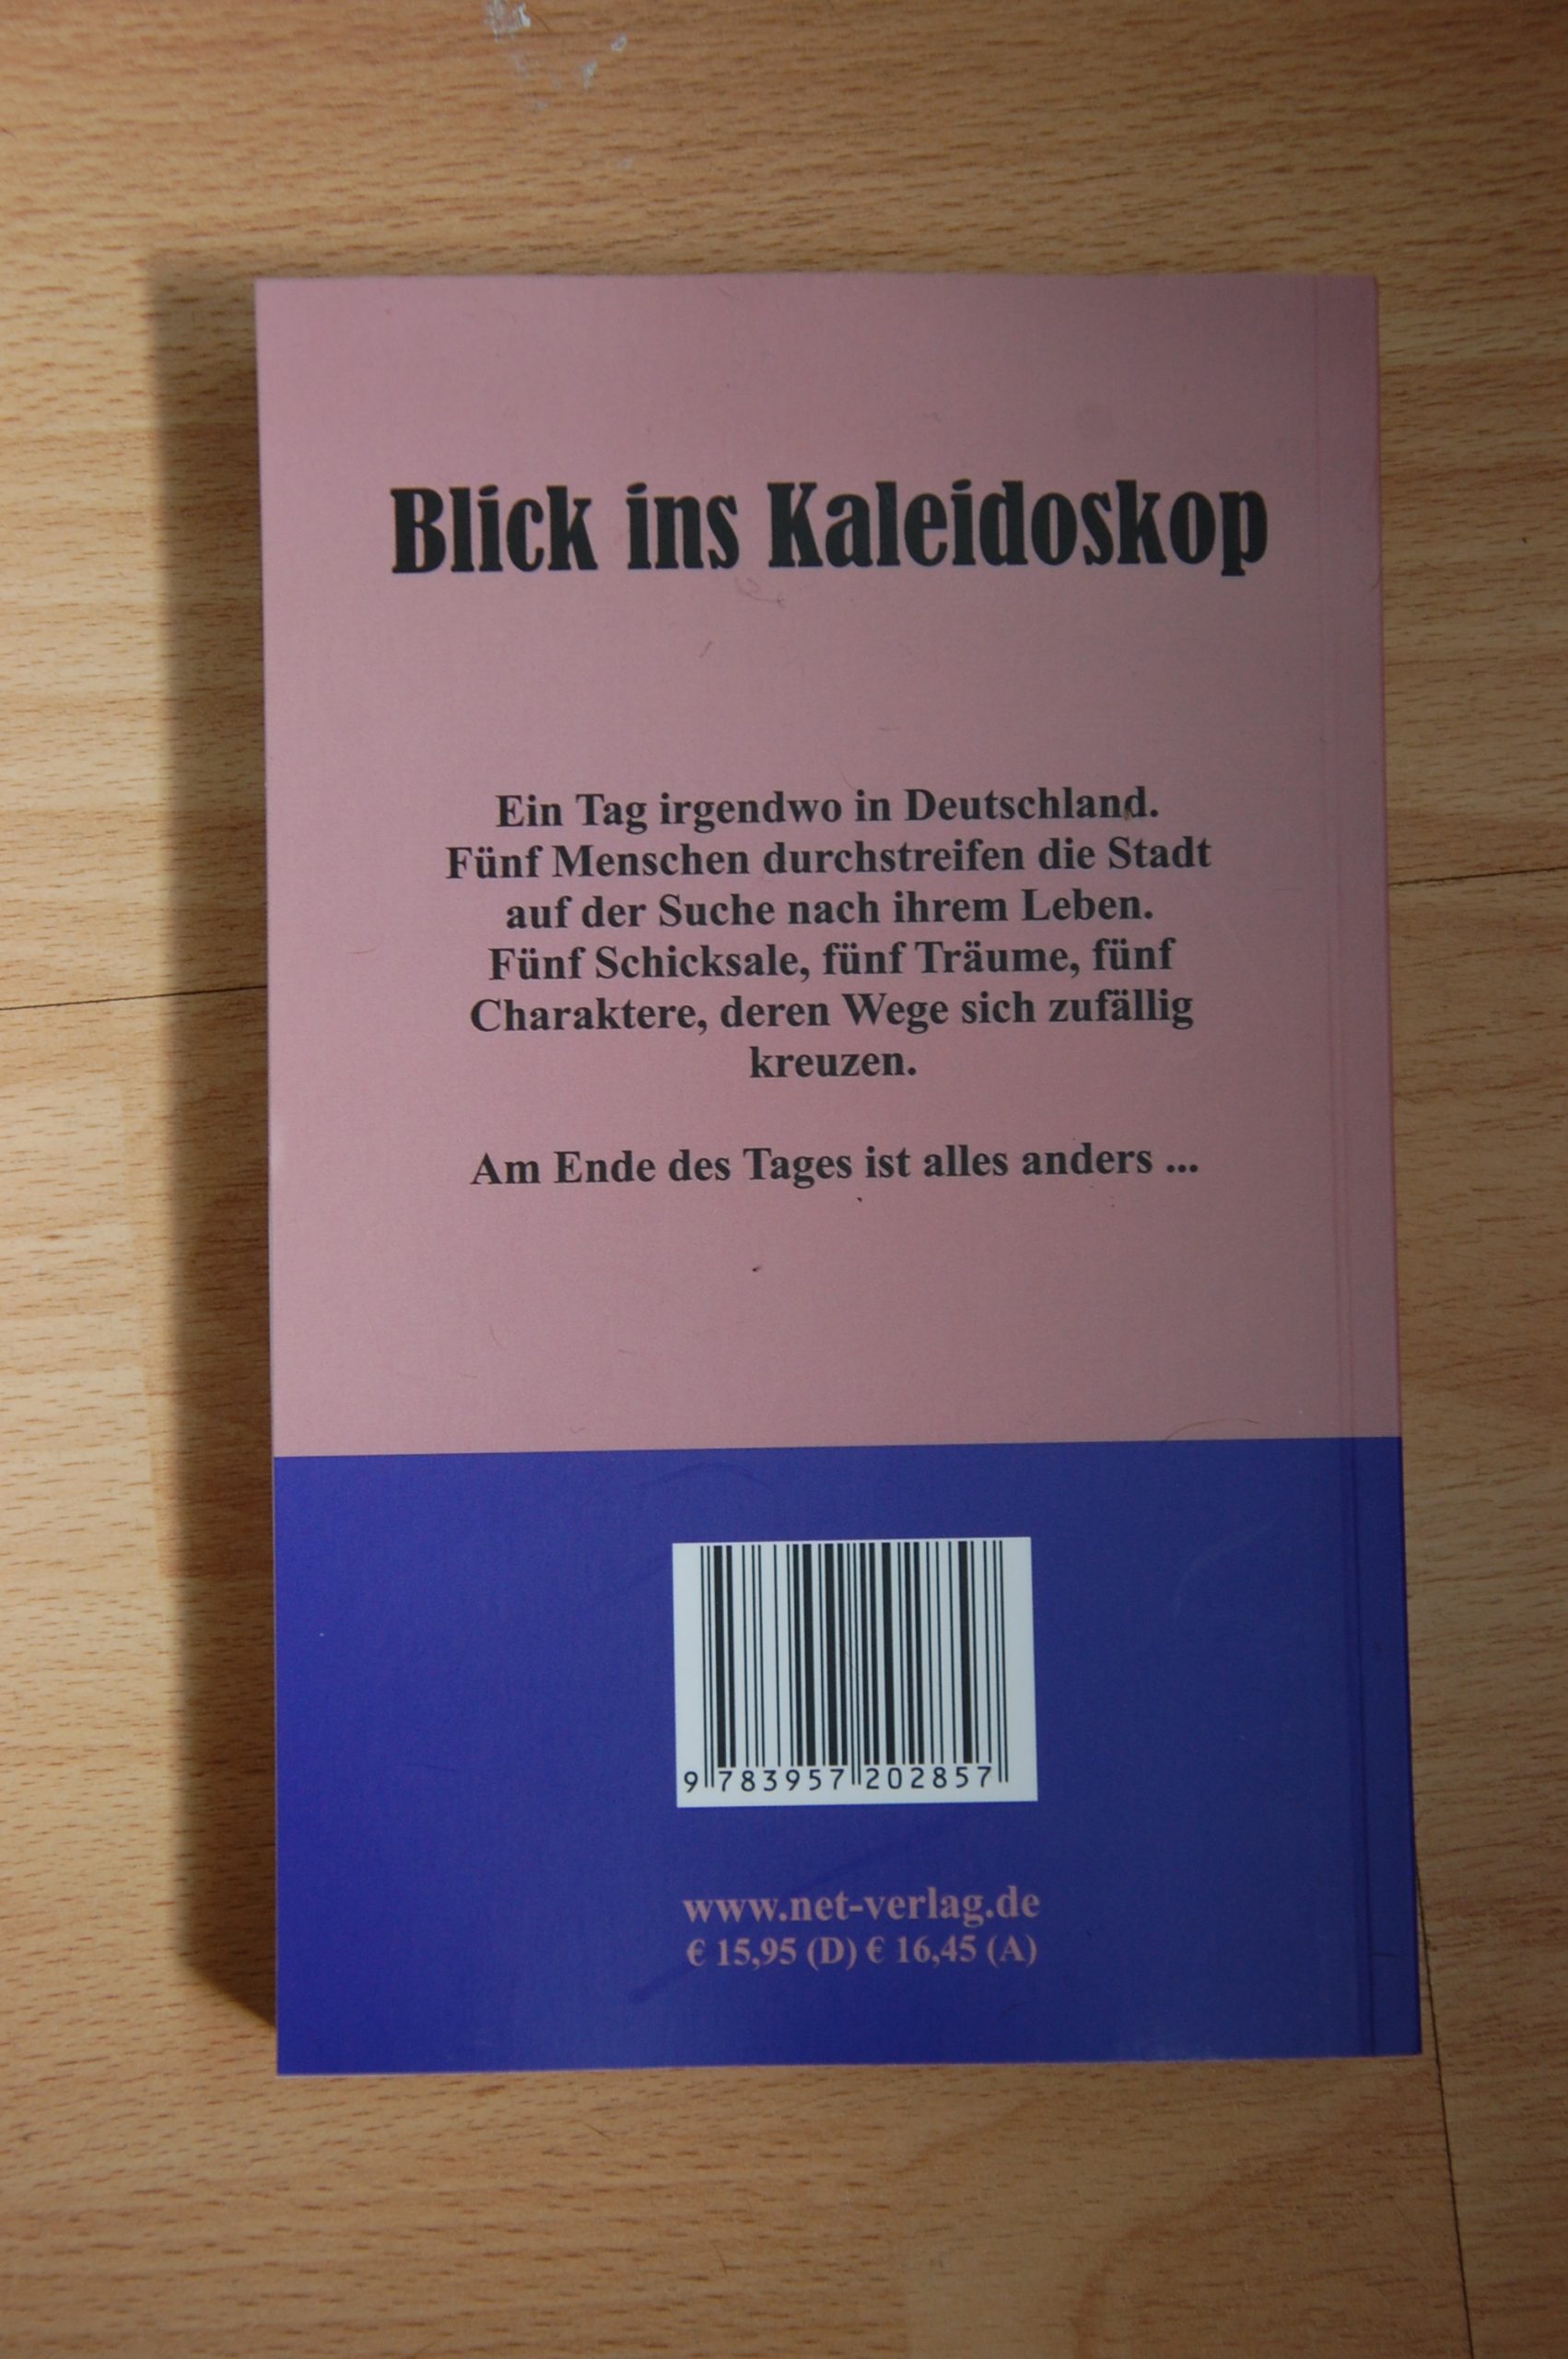 Blick ins Kaleidoskop
Ein Tag irgendwo in Deutschland.
Fünf Menschen durchstreifen die Stadt
auf der Suche nach ihrem Leben.
Fünf Schicksale, fünf Träume, fünf
Charaktere, deren Wege sich zufällig
kreuzen.
Am Ende des Tages ist alles anders ...
9 783957 202857
www.net-verlag.de
€ 15,95 (D) € 16,45 (A)